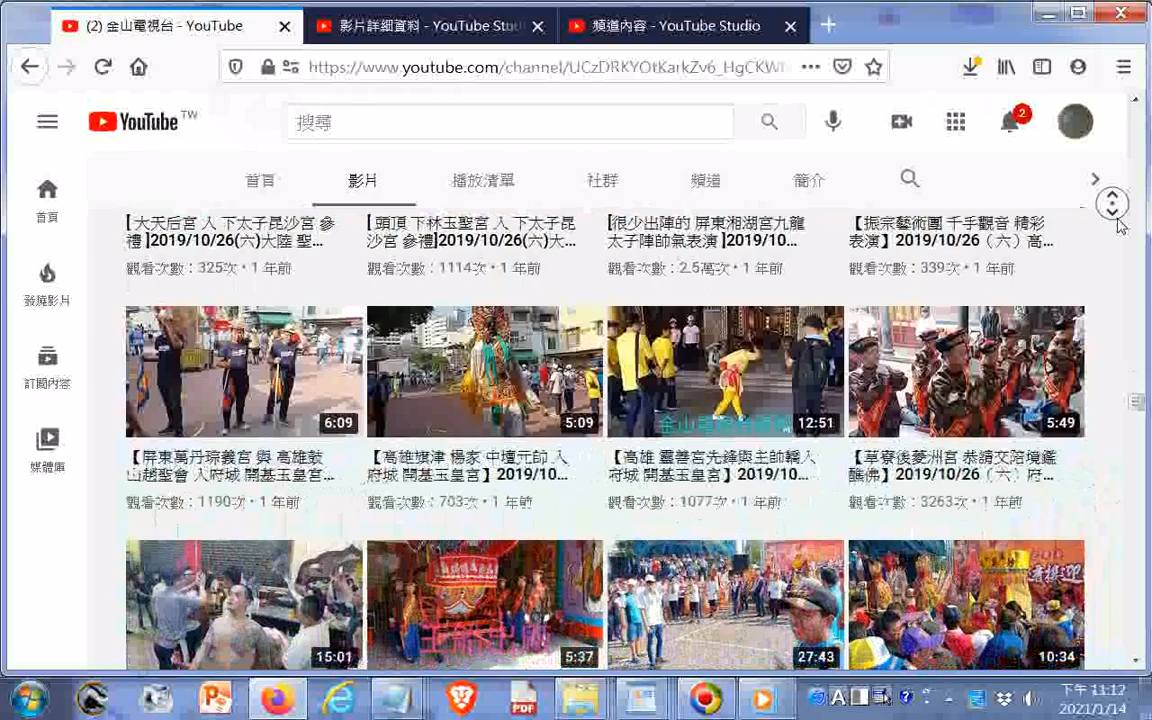 (2) 金山電視台 - YouTube
影片詳細資料 - YouTube Stu
頻道內容 - YouTube Studio
https://www.youtube.com/channel/UCzDRKYOtKarkZv6_HgCKW
YouTube TW
搜尋
2
首頁
影片
播放清單
社群
頻道
簡介
首頁
發燒影片
訂閱內容
媒體庫
【大天后宮 入 下太子昆沙宮 參
禮】2019/10/26(六)大陸 聖...
觀看次數：325次 • 1 年前
【頭頂 下林玉聖宮 入 下太子昆
沙宮 參禮】2019/10/26(六)大...
觀看次數：1114次 • 1 年前
[很少出陣的 屏東湘湖宮九龍
太子陣帥氣表演 ]2019/10...
觀看次數：2.5萬次 • 1 年前
【振宗藝術團 千手觀音 精彩
表演】2019/10/26（六）高...
觀看次數：339次 • 1 年前
6:09
5:09
金山電視台
12:51
5:49
【屏東萬丹琮義宮 與 高雄鼓
山趙聖會 入府城 開基玉皇宮...
觀看次數：1190次 • 1 年前
【高雄旗津 楊家 中壇元帥 入
府城 開基玉皇宮】2019/10...
觀看次數：703次 • 1 年前
【高雄 靈善宮先鋒與主帥轎入
府城 開基玉皇宮】2019/10...
觀看次數：1077次 • 1 年前
【草寮後菱洲宮 恭請交陪境鑑
醮佛】2019/10/26（六）府...
觀看次數：3263次 • 1 年前
15:01
5:37
27:43
10:34
下午 11:12
2021/1/14